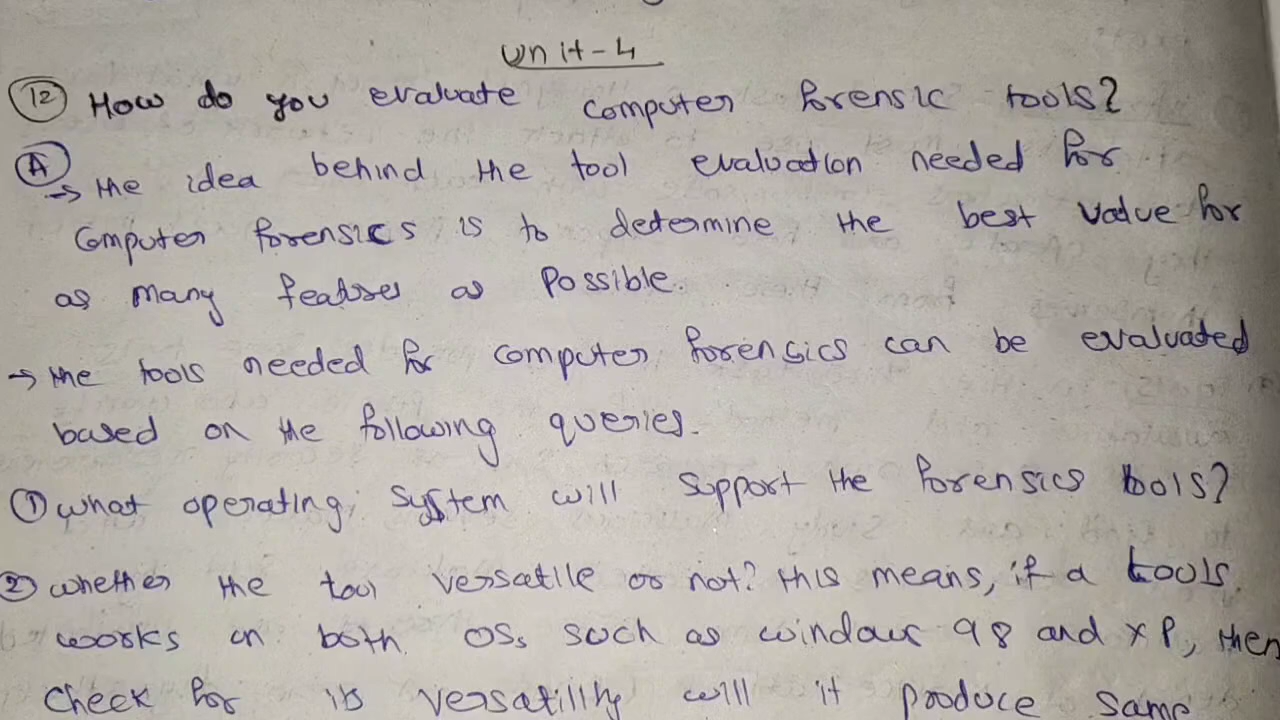 Unit-4
12 How do you evaluate computer forensic tools?
A
→ the idea behind the tool evaluation needed for
Computer forensics is to determine the best value for
as many features as possible.
→ the tools needed for computer forensics can be evaluated
based on the following queries.
① what operating system will support the forensics tools?
② whether the tool versatile or not? this means, if a tools
works on both OSs such as windows 98 and XP, then
check for its versatility will it produce same